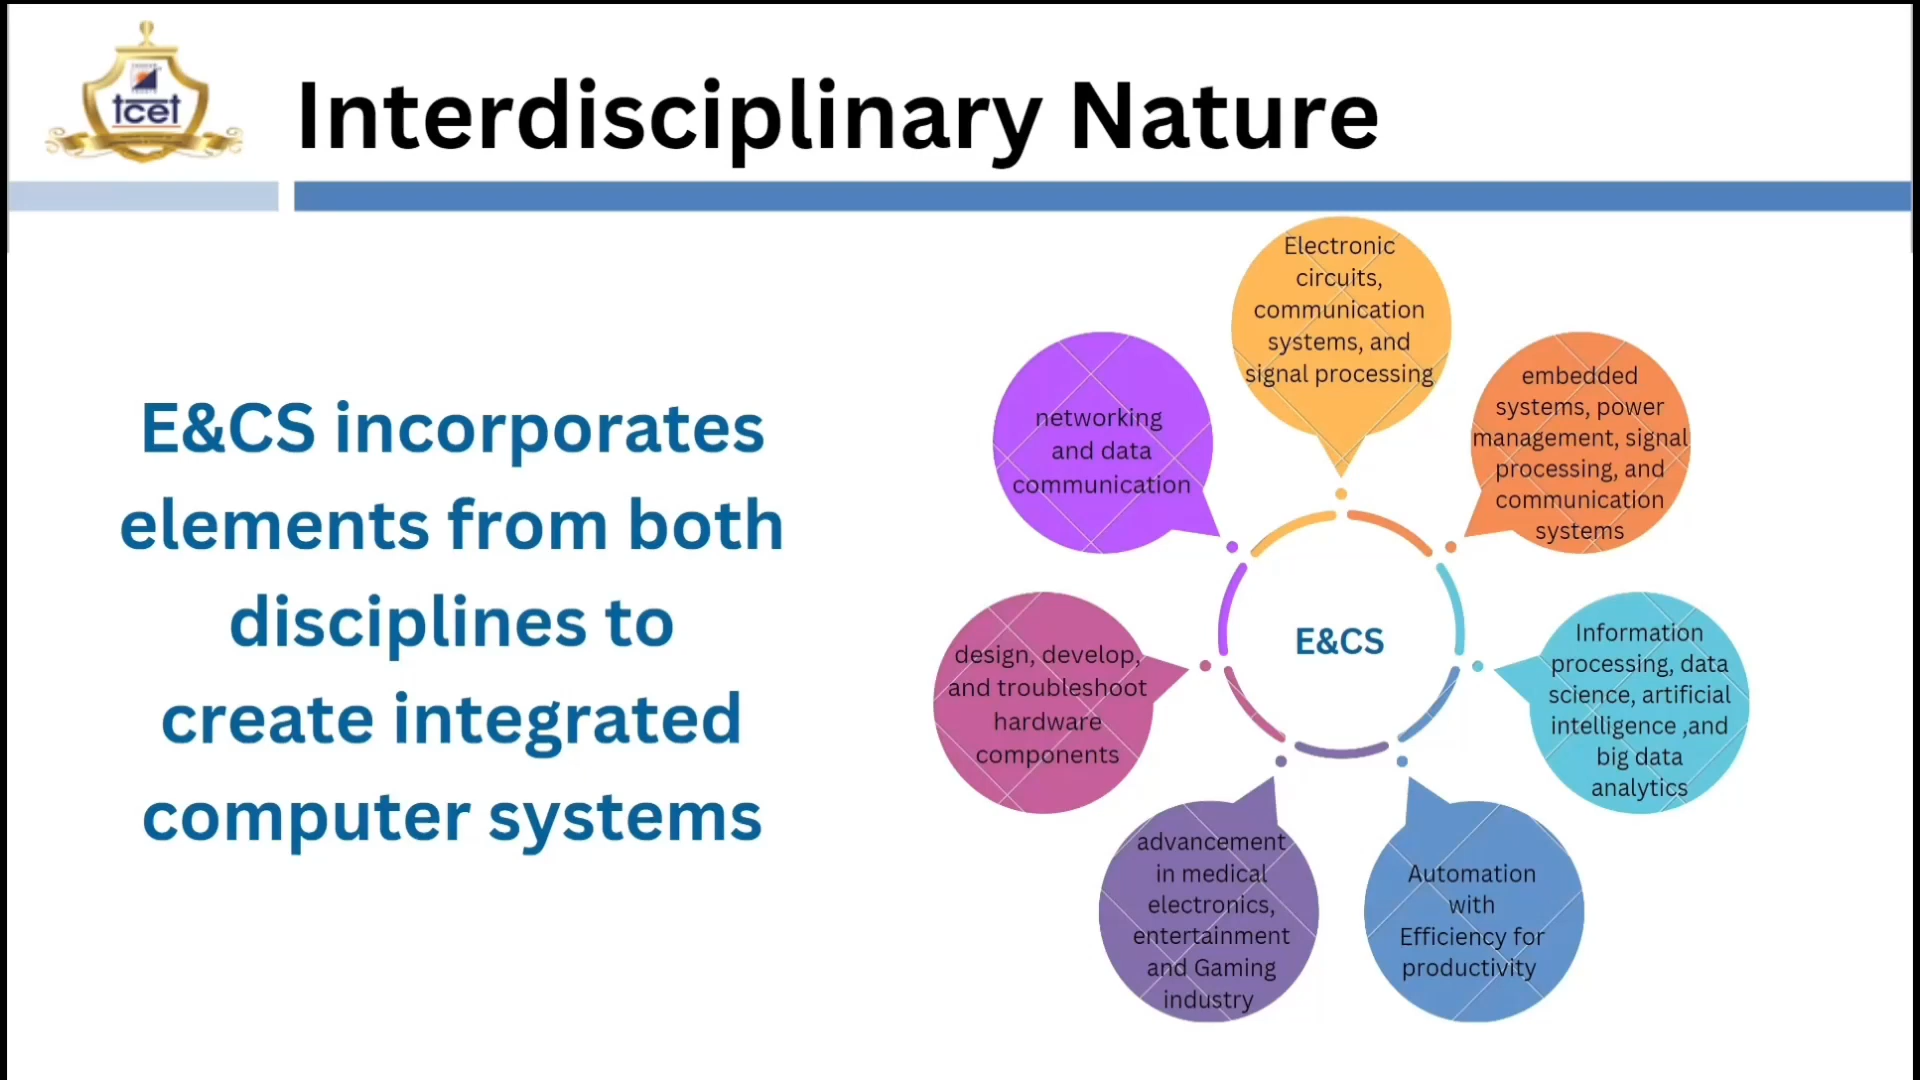 tcet
Interdisciplinary Nature
E&CS incorporates
elements from both
disciplines to
create integrated
computer systems
Electronic
circuits,
communication
systems, and
signal processing
embedded
systems, power
management, signal
processing, and
communication
systems
Information
processing, data
science, artificial
intelligence ,and
big data
analytics
Automation
with
Efficiency for
productivity
advancement
in medical
electronics,
entertainment
and Gaming
industry
design, develop,
and troubleshoot
hardware
components
networking
and data
communication
E&CS